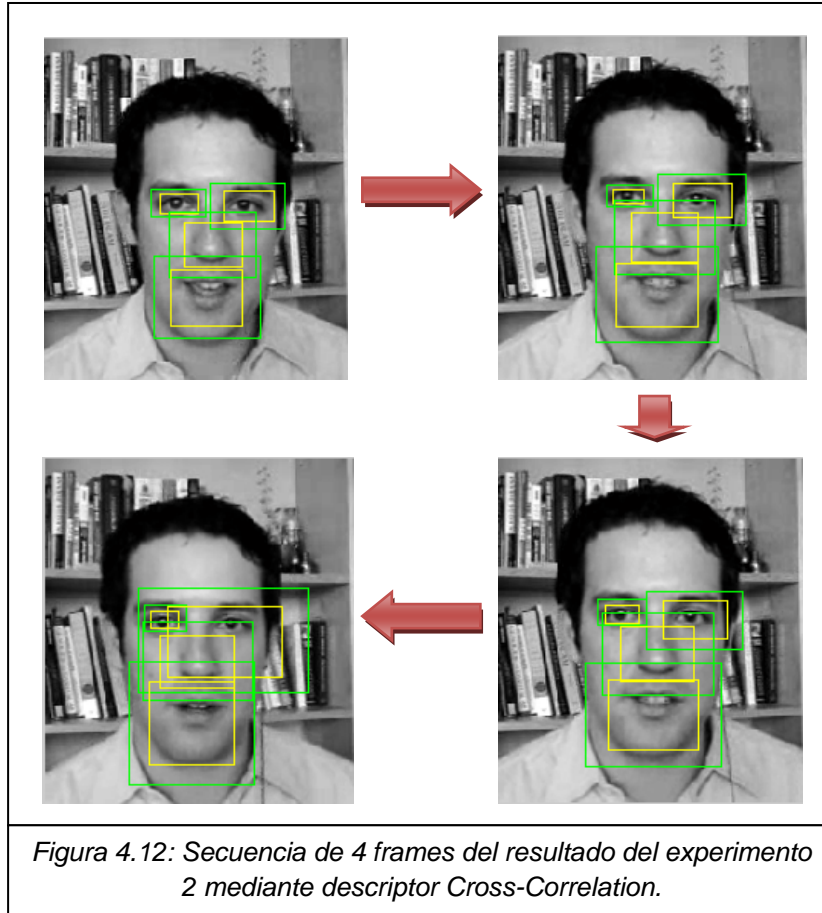 Figura 4.12: Secuencia de 4 frames del resultado del experimento
2 mediante descriptor Cross-Correlation.